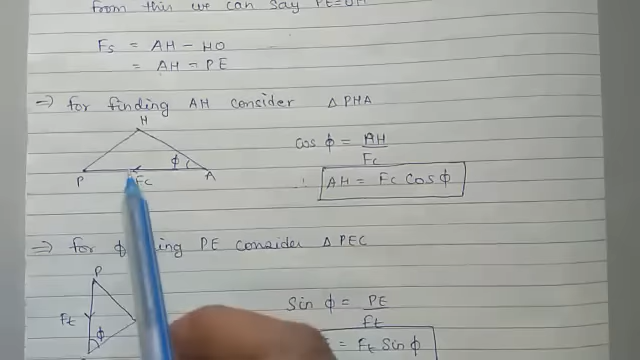 from this we can say PE=OH
Fs = AH - HO
= AH - PE
⇒ for finding AH consider △PHA
H
P Fc ϕ A
cos ϕ = AH / Fc
∴ AH = Fc Cos ϕ
⇒ for PE consider △PEC
P
Ft
ϕ
Sin ϕ = PE / Ft
= Ft Sin ϕ